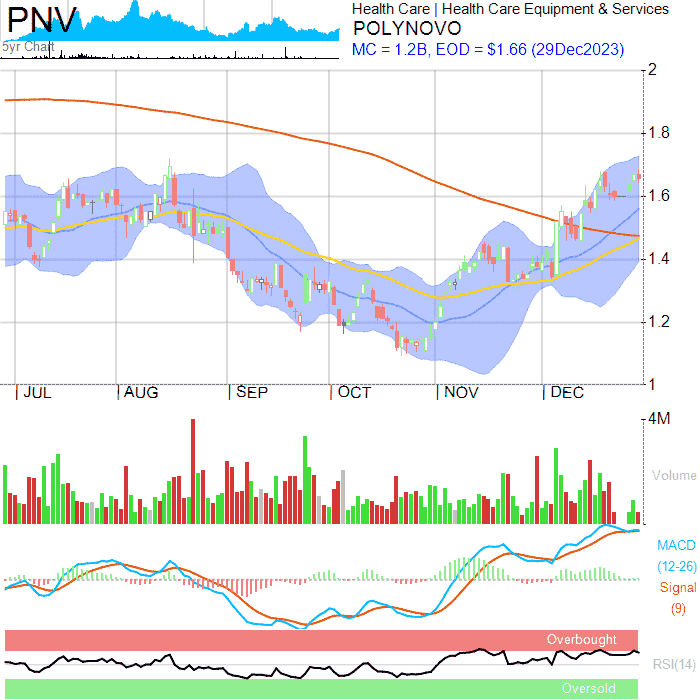 PNV
5yr Chart
Health Care | Health Care Equipment & Services
POLYNOVO
MC = 1.2B, EOD = $1.66 (29Dec2023)
2
1.8
1.6
1.4
1.2
1
JUL AUG SEP OCT NOV DEC
4M
Volume
MACD
(12-26)
Signal
(9)
Overbought
RSI(14)
Oversold